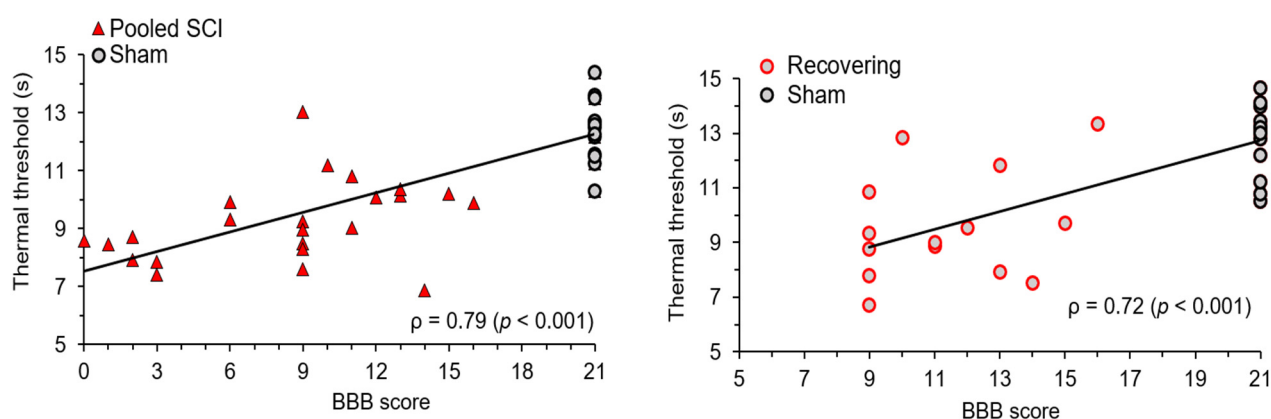 Pooled SCI
Sham
Thermal threshold (s)
15
13
11
9
7
5
ρ = 0.79 (p < 0.001)
0 3 6 9 12 15 18 21
BBB score
Recovering
Sham
Thermal threshold (s)
15
13
11
9
7
5
ρ = 0.72 (p < 0.001)
5 7 9 11 13 15 17 19 21
BBB score